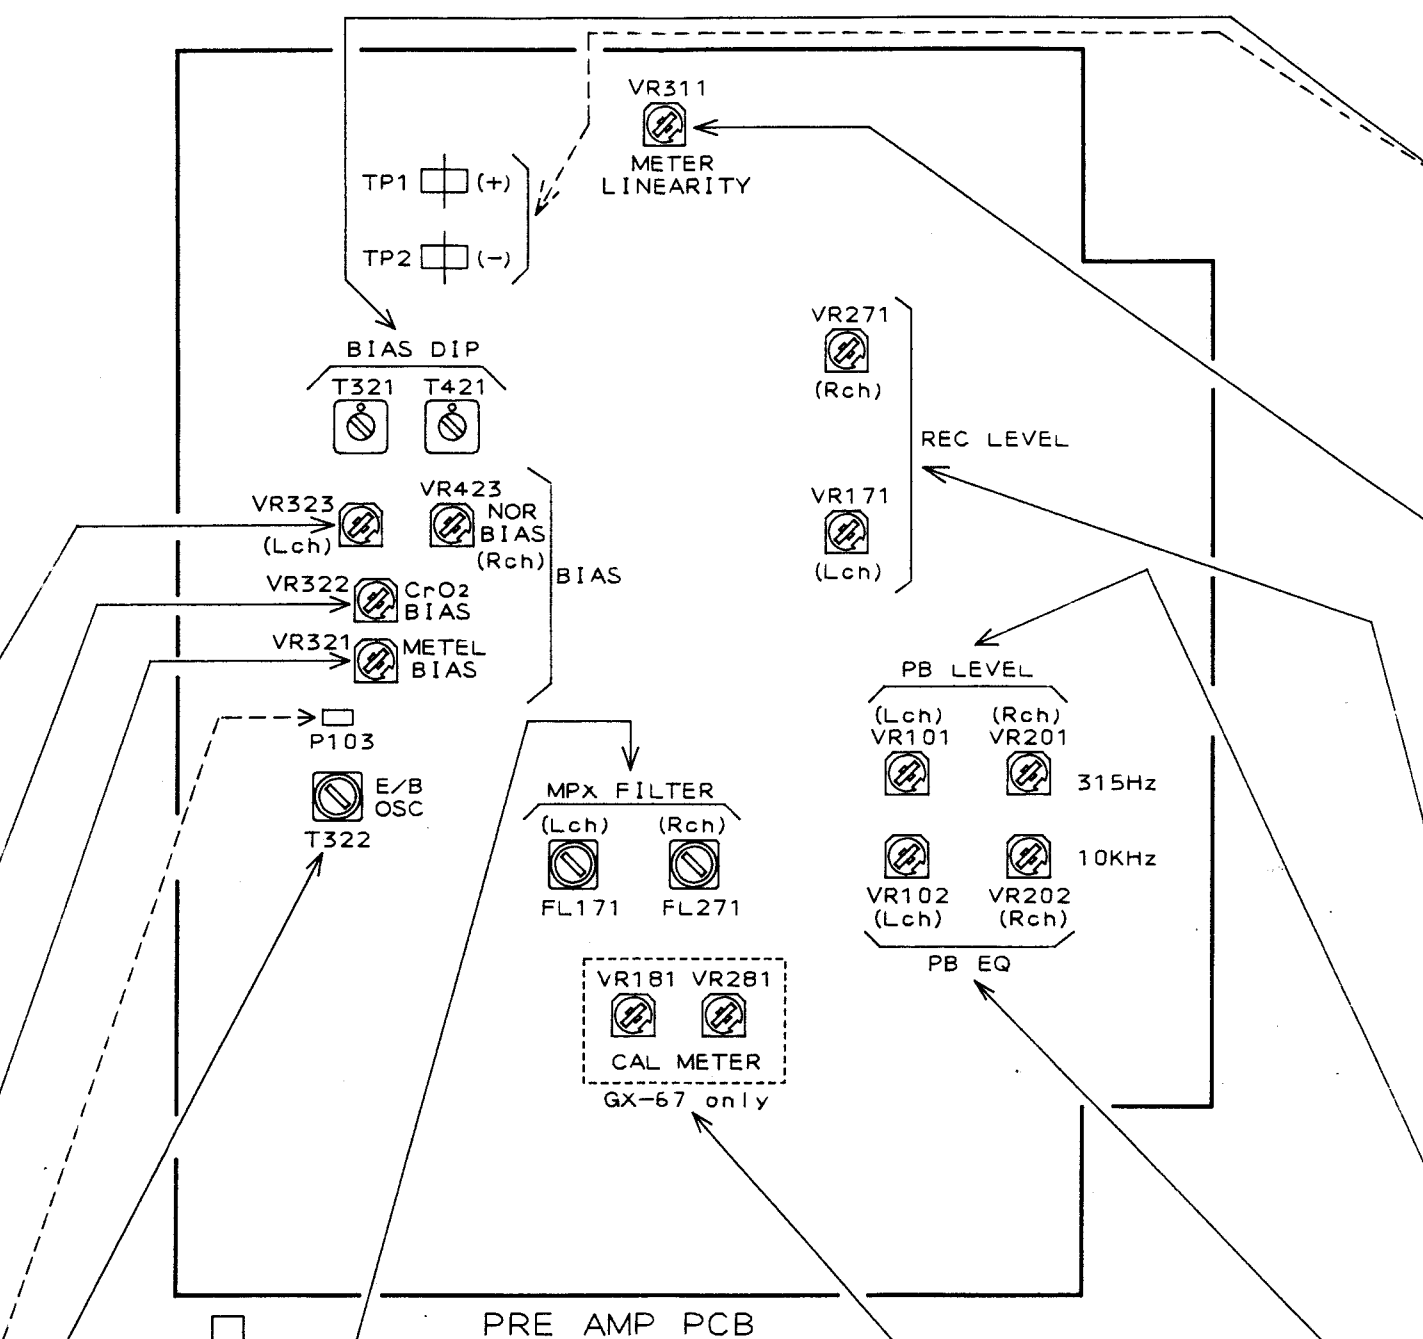 VR311
METER
LINEARITY
TP1 (+)
TP2 (-)
BIAS DIP
T321 T421
VR271
(Rch)
REC LEVEL
VR171
(Lch)
VR323
(Lch)
VR423
NOR
BIAS
(Rch)
BIAS
VR322 CrO2
BIAS
VR321 METEL
BIAS
P103
E/B
OSC
T322
MPX FILTER
(Lch) (Rch)
FL171 FL271
PB LEVEL
(Lch) (Rch)
VR101 VR201
315Hz
10KHz
VR102 VR202
(Lch) (Rch)
PB EQ
VR181 VR281
CAL METER
GX-67 only
PRE AMP PCB